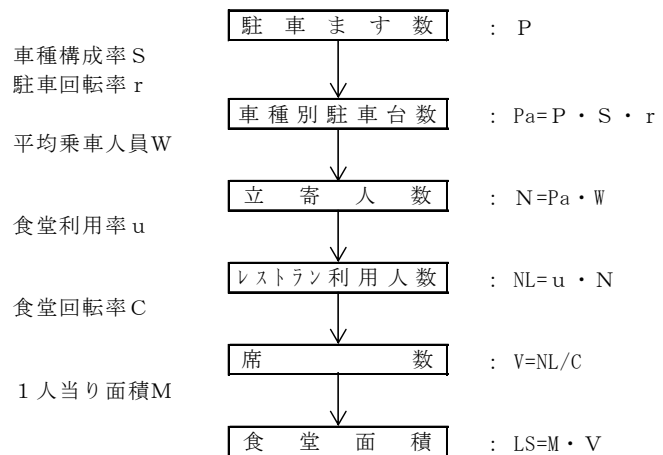 駐車ます数 : P
車種構成率S
駐車回転率r
車種別駐車台数 : Pa=P・S・r
平均乗車人員W
立寄人数 : N=Pa・W
食堂利用率u
レストラン利用人数 : NL=u・N
食堂回転率C
席数 : V=NL/C
1人当り面積M
食堂面積 : LS=M・V